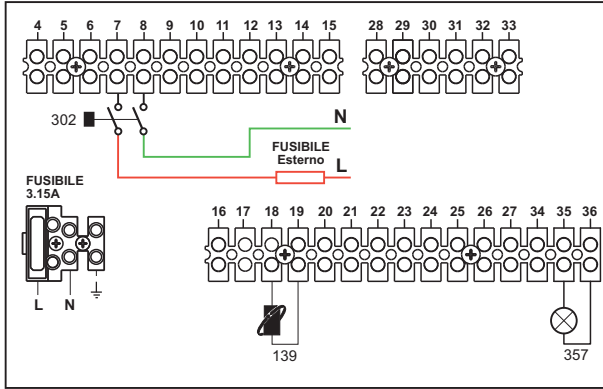 4 5 6 7 8 9 10 11 12 13 14 15 28 29 30 31 32 33
302
N
FUSIBILE
Esterno
L
FUSIBILE
3.15A
16 17 18 19 20 21 22 23 24 25 26 27 34 35 36
L N
139
357